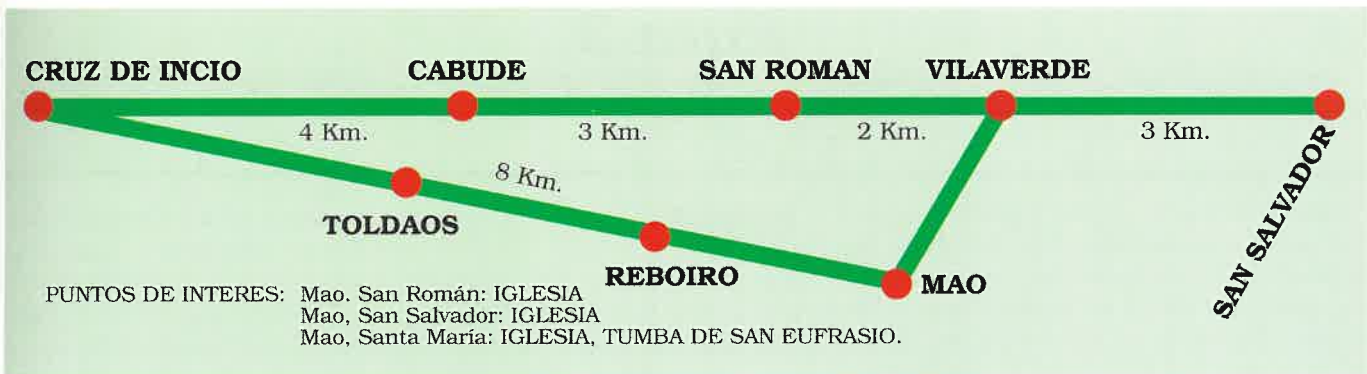 CRUZ DE INCIO
CABUDE
SAN ROMAN
VILAVERDE
4 Km.
3 Km.
2 Km.
3 Km.
8 Km.
TOLDAOS
REBOIRO
MAO
SAN SALVADOR
PUNTOS DE INTERES: Mao. San Román: IGLESIA
Mao, San Salvador: IGLESIA
Mao, Santa María: IGLESIA, TUMBA DE SAN EUFRASIO.